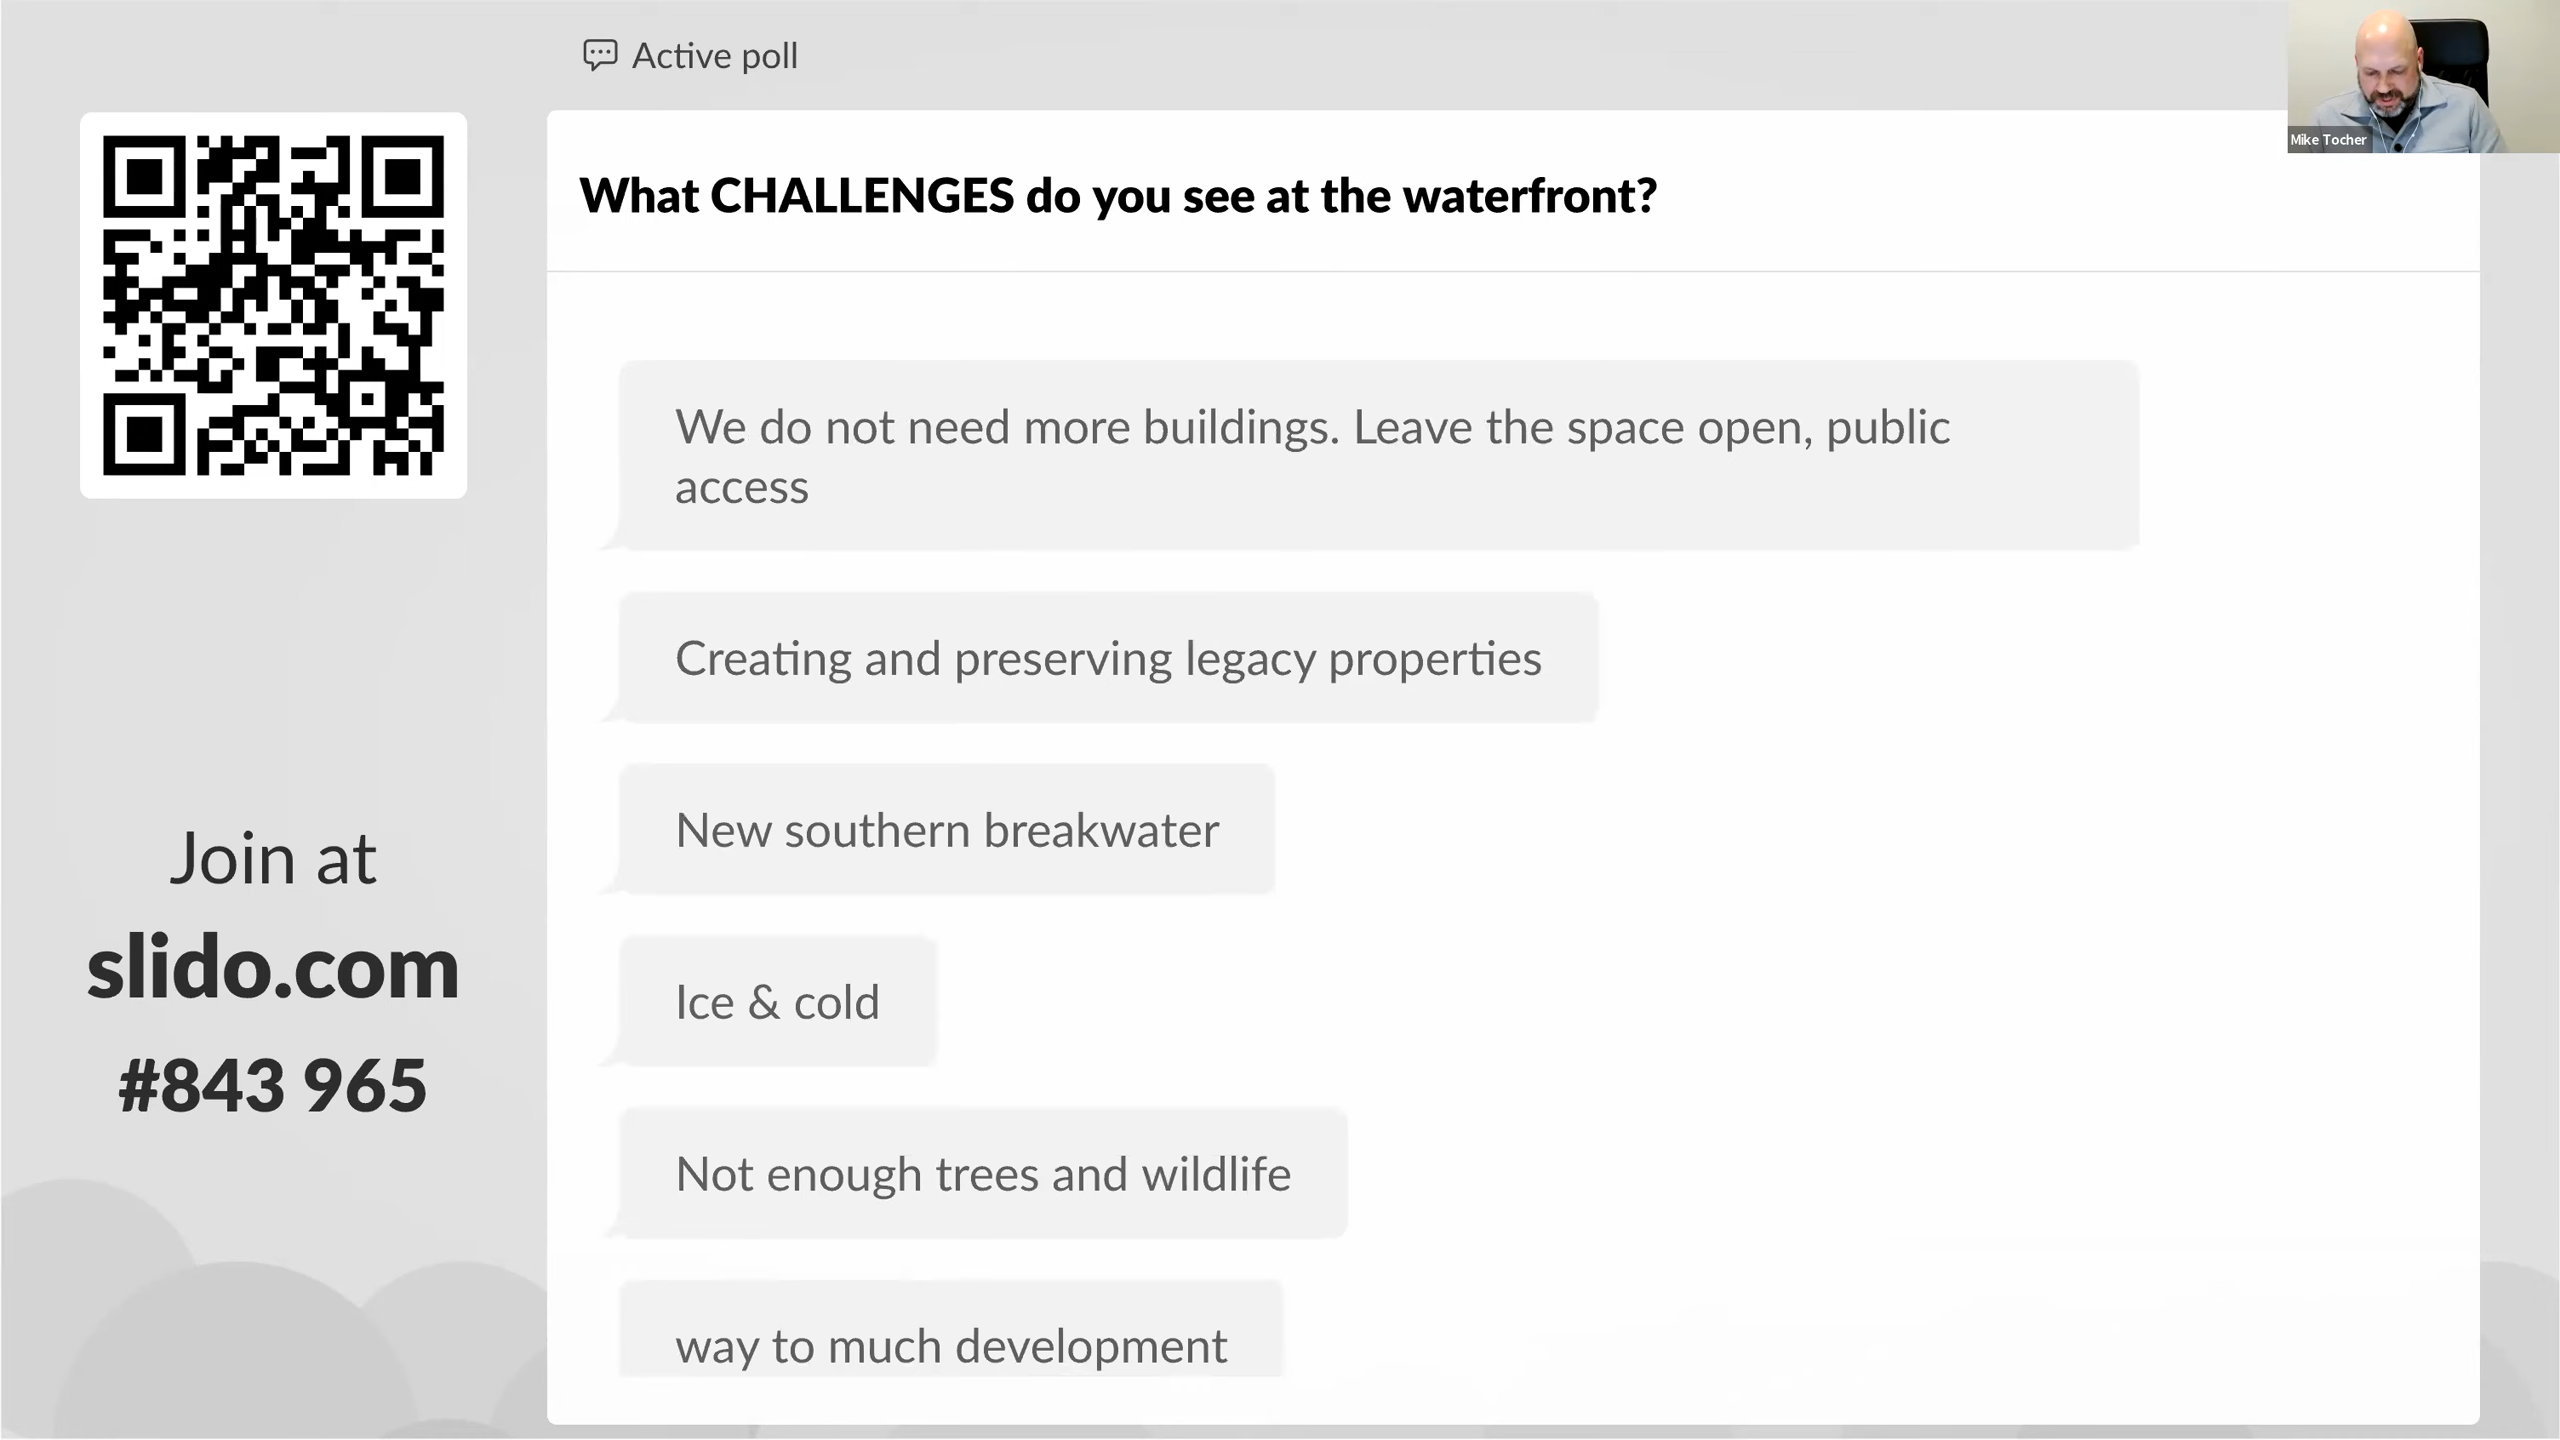 Active poll
Mike Tocher
What CHALLENGES do you see at the waterfront?
We do not need more buildings. Leave the space open, public
access
Creating and preserving legacy properties
New southern breakwater
Ice & cold
Not enough trees and wildlife
way to much development
Join at
slido.com
#843 965